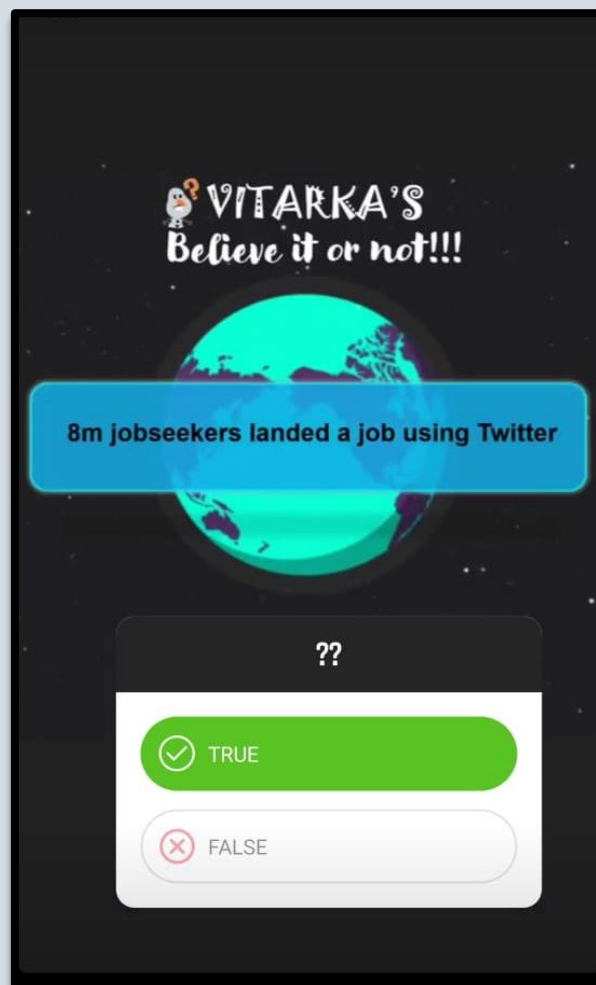 VITARKA'S
Believe it or not!!!
8m jobseekers landed a job using Twitter
??
TRUE
FALSE